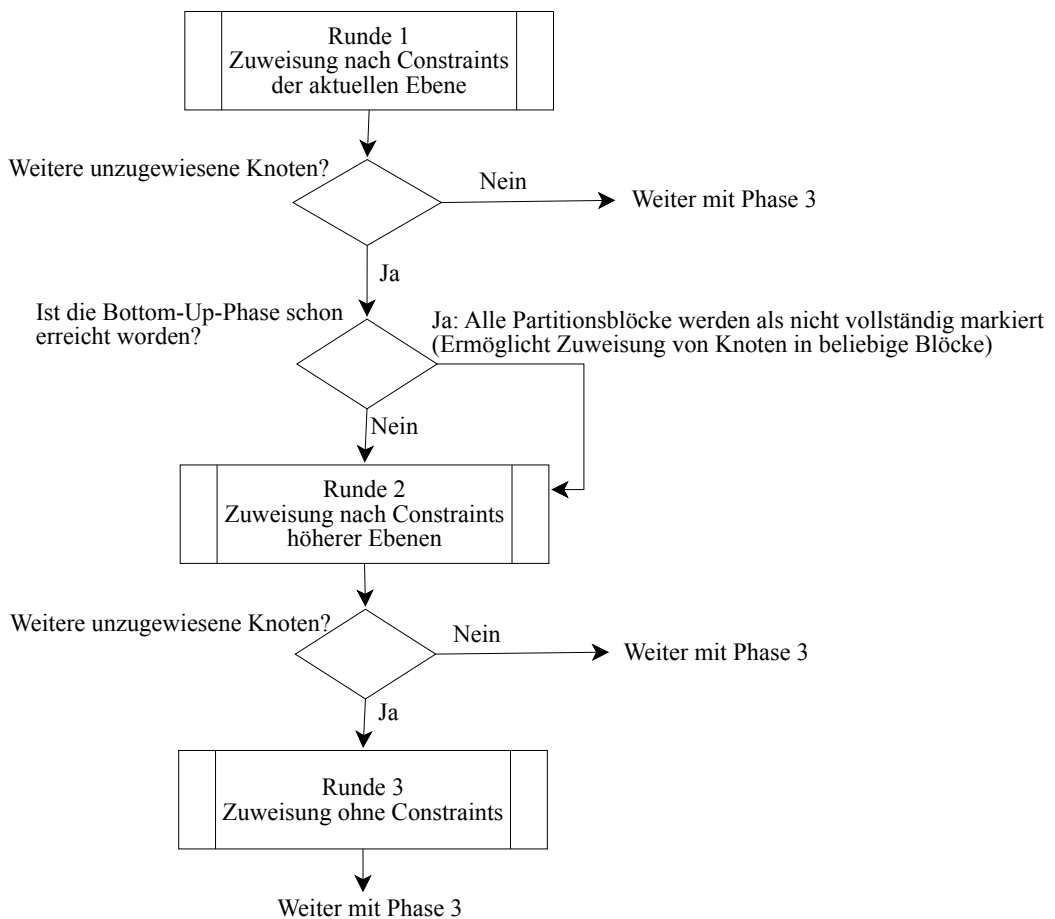 Runde 1
Zuweisung nach Constraints
der aktuellen Ebene
Weitere unzugewiesene Knoten?
Nein
Weiter mit Phase 3
Ja
Ist die Bottom-Up-Phase schon
erreicht worden?
Ja: Alle Partitionsblöcke werden als nicht vollständig markiert
(Ermöglicht Zuweisung von Knoten in beliebige Blöcke)
Nein
Runde 2
Zuweisung nach Constraints
höherer Ebenen
Weitere unzugewiesene Knoten?
Nein
Weiter mit Phase 3
Ja
Runde 3
Zuweisung ohne Constraints
Weiter mit Phase 3